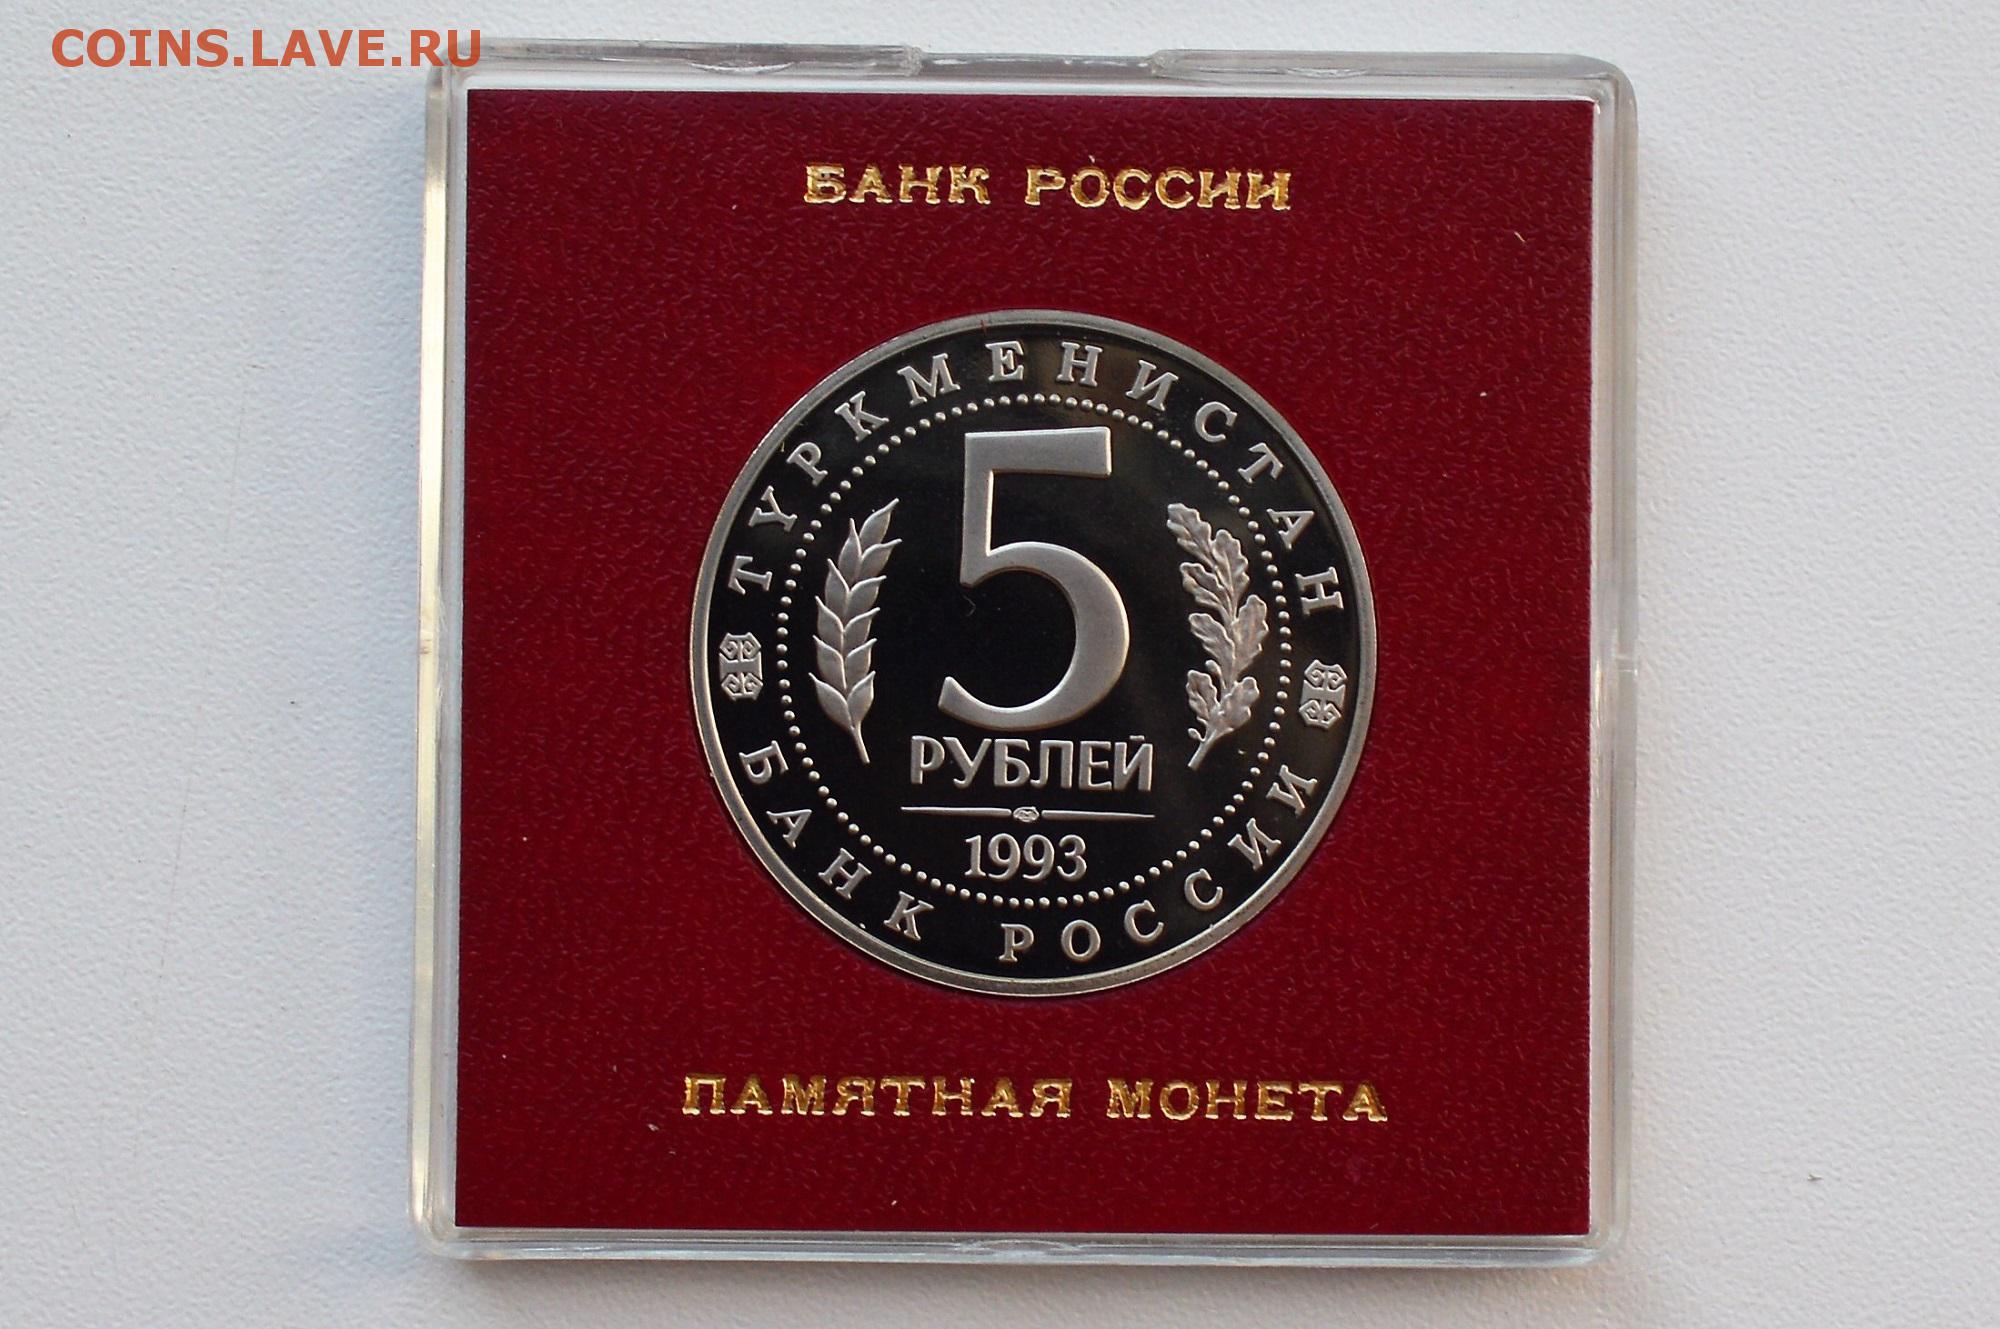 COINS.LAVE.RU
БАНК РОССИИ
ТУРКМЕНИСТАН
5
РУБЛЕЙ
1993
БАНК РОССИИ
ПАМЯТНАЯ МОНЕТА